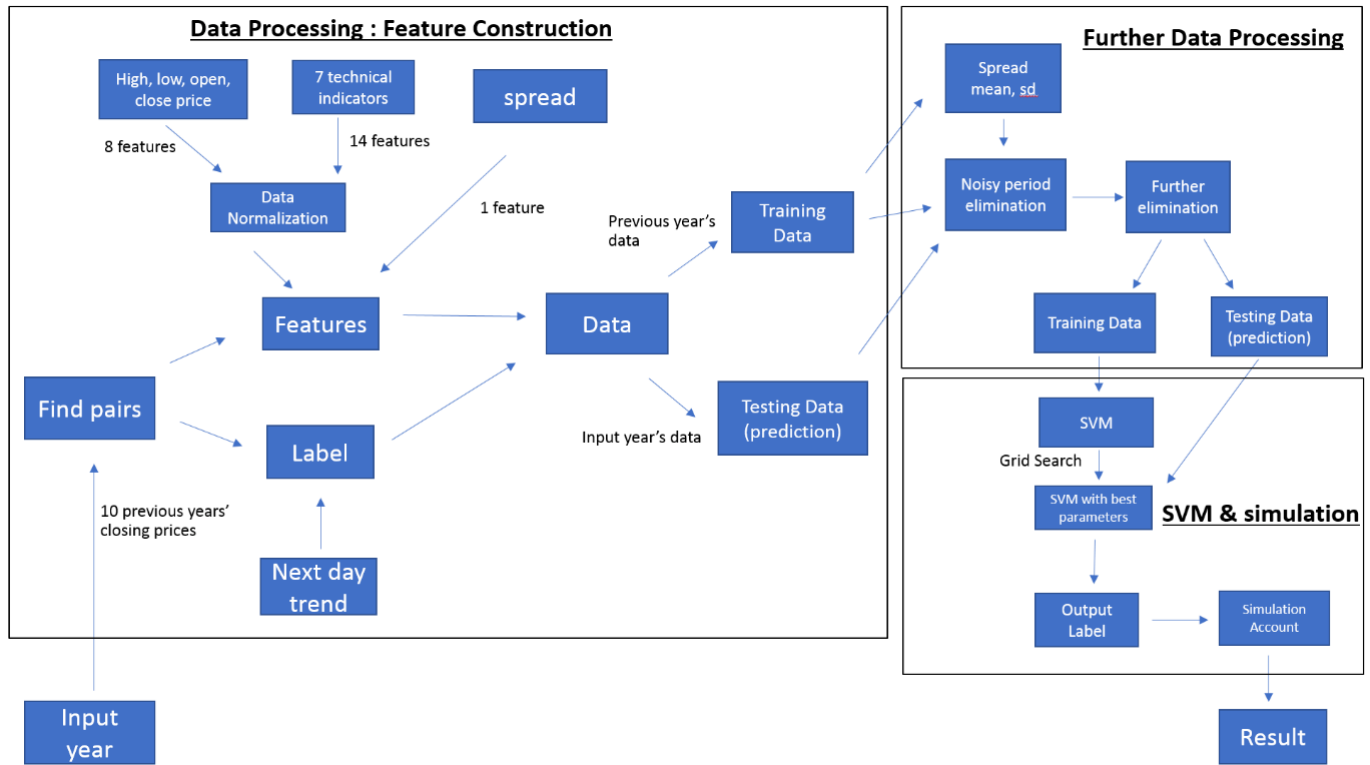 Data Processing : Feature Construction
High, low, open,
close price
7 technical
indicators
spread
8 features
14 features
Data
Normalization
1 feature
Previous year's
data
Training
Data
Features
Data
Find pairs
Label
Input year's data
Testing Data
(prediction)
10 previous years'
closing prices
Next day
trend
Input
year
Further Data Processing
Spread
mean, sd
Noisy period
elimination
Further
elimination
Training Data
Testing Data
(prediction)
SVM
Grid Search
SVM with best
parameters
SVM & simulation
Output
Label
Simulation
Account
Result